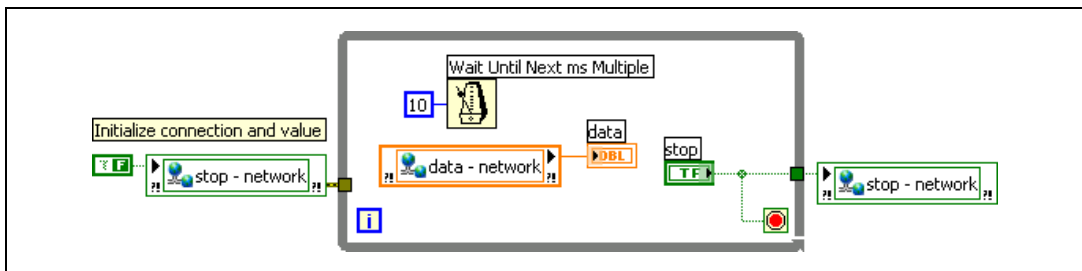 Wait Until Next ms Multiple
10
Initialize connection and value
F
stop - network
?!
?!
data - network
?!
?!
data
DBL
stop
TF
i
stop - network
?!
?!